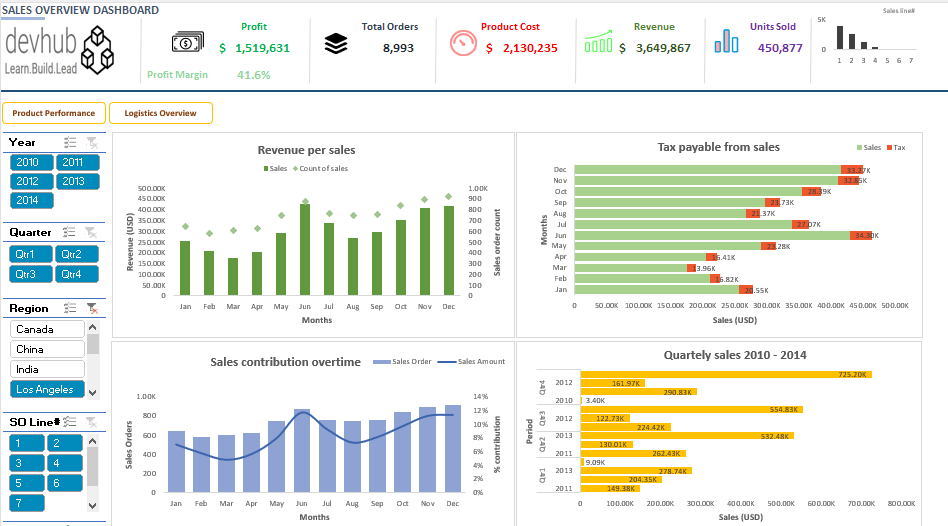 SALES OVERVIEW DASHBOARD
devhub
Learn.Build.Lead
Profit
$ 1,519,631
Profit Margin 41.6%
Total Orders
8,993
Product Cost
$ 2,130,235
Revenue
$ 3,649,867
Units Sold
450,877
Sales line#
5K
0
1 2 3 4 5 6 7
Product Performance
Logistics Overview
Year
2010 2011
2012 2013
2014
Quarter
Qtr1 Qtr2
Qtr3 Qtr4
Region
Canada
China
India
Los Angeles
SO Line#
1 2
3 4
5 6
7
Revenue per sales
Sales Count of sales
Revenue (USD)
500.00K
450.00K
400.00K
350.00K
300.00K
250.00K
200.00K
150.00K
100.00K
50.00K
0
1.00K
900
800
700
600
500
400
300
200
100
0
Sales order count
Jan Feb Mar Apr May Jun Jul Aug Sep Oct Nov Dec
Months
Tax payable from sales
Sales Tax
Months
Dec 33.27K
Nov 32.65K
Oct 28.39K
Sep 23.73K
Aug 21.37K
Jul 27.07K
Jun 34.30K
May 23.28K
Apr 16.41K
Mar 13.96K
Feb 16.82K
Jan 20.55K
0 50.00K 100.00K 150.00K 200.00K 250.00K 300.00K 350.00K 400.00K 450.00K 500.00K
Sales (USD)
Sales contribution overtime
Sales Order Sales Amount
Sales Orders
1.00K
800
600
400
200
0
14%
12%
10%
8%
6%
4%
2%
0%
% contribution
Jan Feb Mar Apr May Jun Jul Aug Sep Oct Nov Dec
Months
Quartely sales 2010 - 2014
Period
Qtr4
725.20K
2012 161.97K
290.83K
2010 3.40K
Qtr3
554.83K
2012 122.73K
224.42K
Qtr2
2013 532.48K
130.01K
2011 262.43K
Qtr1
9.09K
2013 278.74K
204.35K
2011 149.38K
0 100.00K 200.00K 300.00K 400.00K 500.00K 600.00K 700.00K 800.00K
Sales (USD)